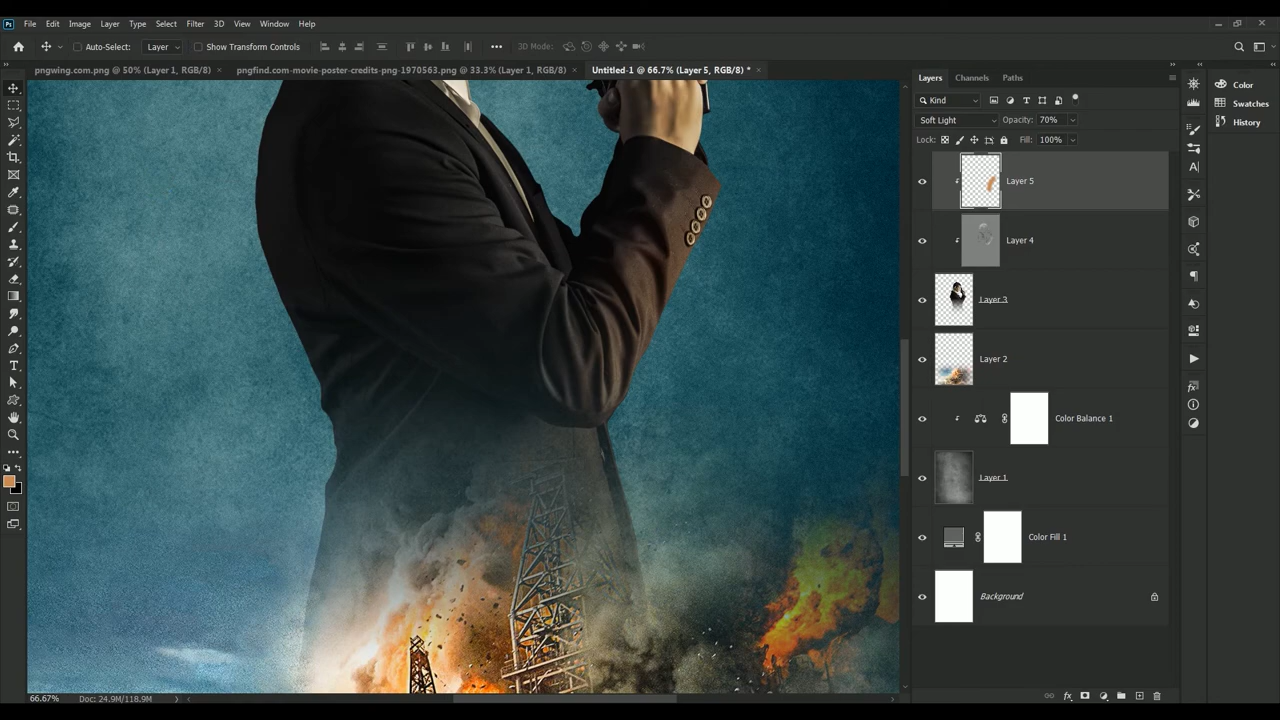 Ps File Edit Image Layer Type Select Filter 3D View Window Help
Auto-Select: Layer Show Transform Controls 3D Mode:
pngwing.com.png @ 50% (Layer 1, RGB/8) × pngfind.com-movie-poster-credits-png-1970563.png @ 33.3% (Layer 1, RGB/8) × Untitled-1 @ 66.7% (Layer 5, RGB/8) * ×
Layers Channels Paths
Color
Kind
Swatches
Soft Light Opacity: 70%
History
Lock: Fill: 100%
Layer 5
Layer 4
Layer 3
Layer 2
Color Balance 1
Layer 1
Color Fill 1
Background
66.67% Doc: 24.9M/118.9M